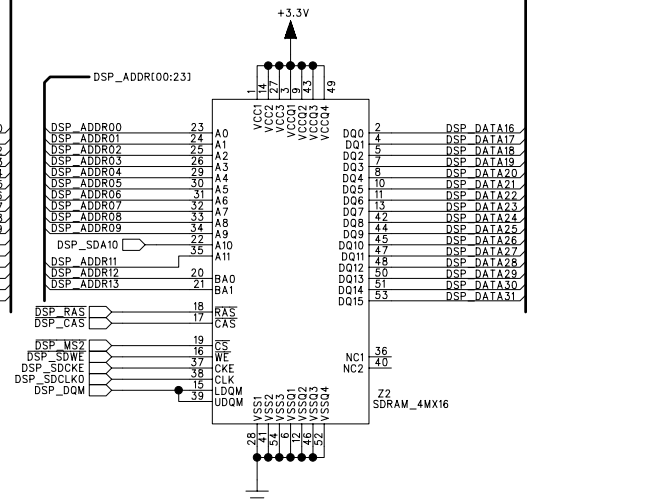 +3.3V
DSP_ADDR[00:23]
1 14 27 3 9 43 49
VCC1 VCC2 VCC3 VCCQ1 VCCQ2 VCCQ3 VCCQ4
DSP_ADDR00 23 A0 DQ0 2 DSP_DATA16
DSP_ADDR01 24 A1 DQ1 4 DSP_DATA17
DSP_ADDR02 25 A2 DQ2 5 DSP_DATA18
DSP_ADDR03 26 A3 DQ3 7 DSP_DATA19
DSP_ADDR04 29 A4 DQ4 8 DSP_DATA20
DSP_ADDR05 30 A5 DQ5 10 DSP_DATA21
DSP_ADDR06 31 A6 DQ6 11 DSP_DATA22
DSP_ADDR07 32 A7 DQ7 13 DSP_DATA23
DSP_ADDR08 33 A8 DQ8 42 DSP_DATA24
DSP_ADDR09 34 A9 DQ9 44 DSP_DATA25
DSP_SDA10 22 A10 DQ10 45 DSP_DATA26
DSP_ADDR11 35 A11 DQ11 47 DSP_DATA27
DQ12 48 DSP_DATA28
DSP_ADDR12 20 BA0 DQ13 50 DSP_DATA29
DSP_ADDR13 21 BA1 DQ14 51 DSP_DATA30
DQ15 53 DSP_DATA31
DSP_RAS 18 RAS
DSP_CAS 17 CAS
DSP_MS2 19 CS
DSP_SDWE 16 WE NC1 36
DSP_SDCKE 37 CKE NC2 40
DSP_SDCLK0 38 CLK
DSP_DQM 15 LDQM
39 UDQM
Z2
SDRAM_4MX16
VSS1 VSS2 VSS3 VSSQ1 VSSQ2 VSSQ3 VSSQ4
28 41 54 6 12 46 52